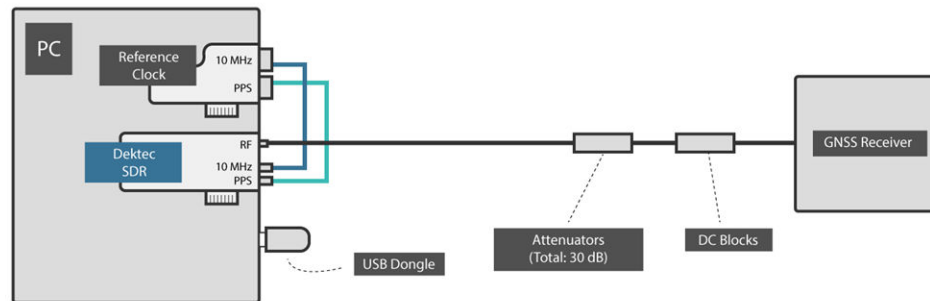 PC
Reference
Clock
10 MHz
PPS
Dektec
SDR
RF
10 MHz
PPS
USB Dongle
Attenuators
(Total: 30 dB)
DC Blocks
GNSS Receiver